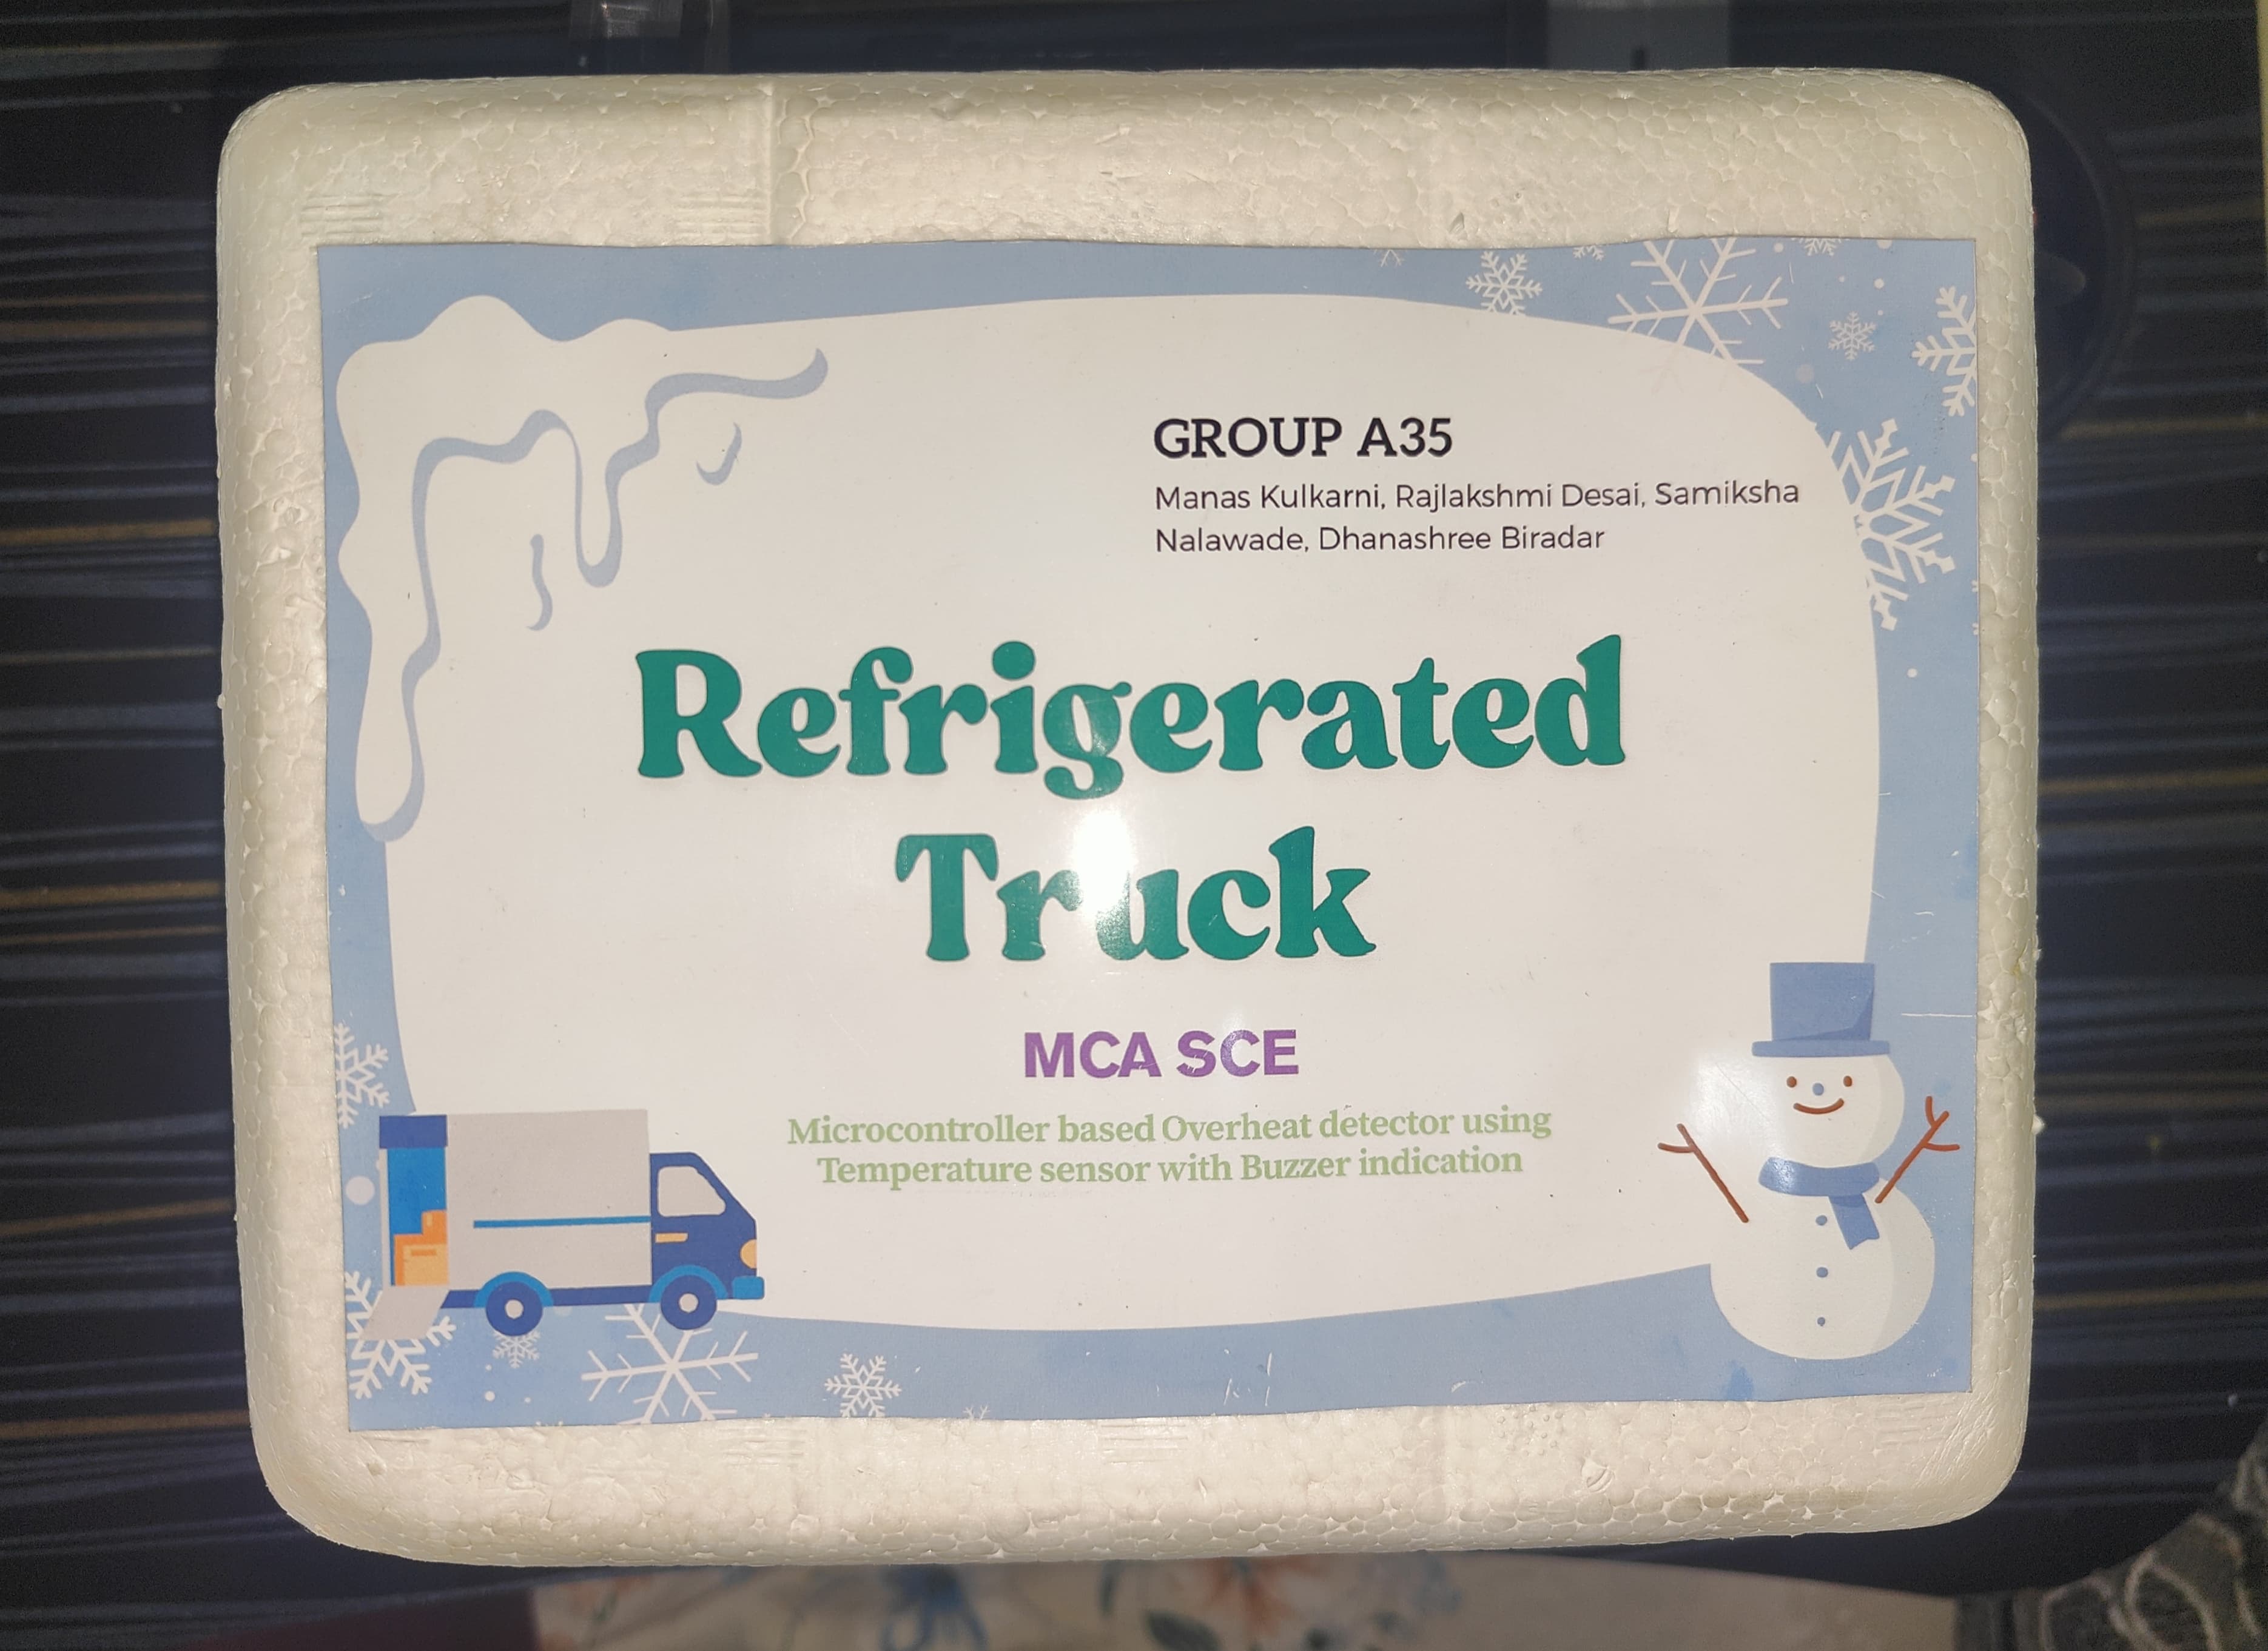 GROUP A35
Manas Kulkarni, Rajlakshmi Desai, Samiksha
Nalawade, Dhanashree Biradar
Refrigerated
Truck
MCA SCE
Microcontroller based Overheat detector using
Temperature sensor with Buzzer indication